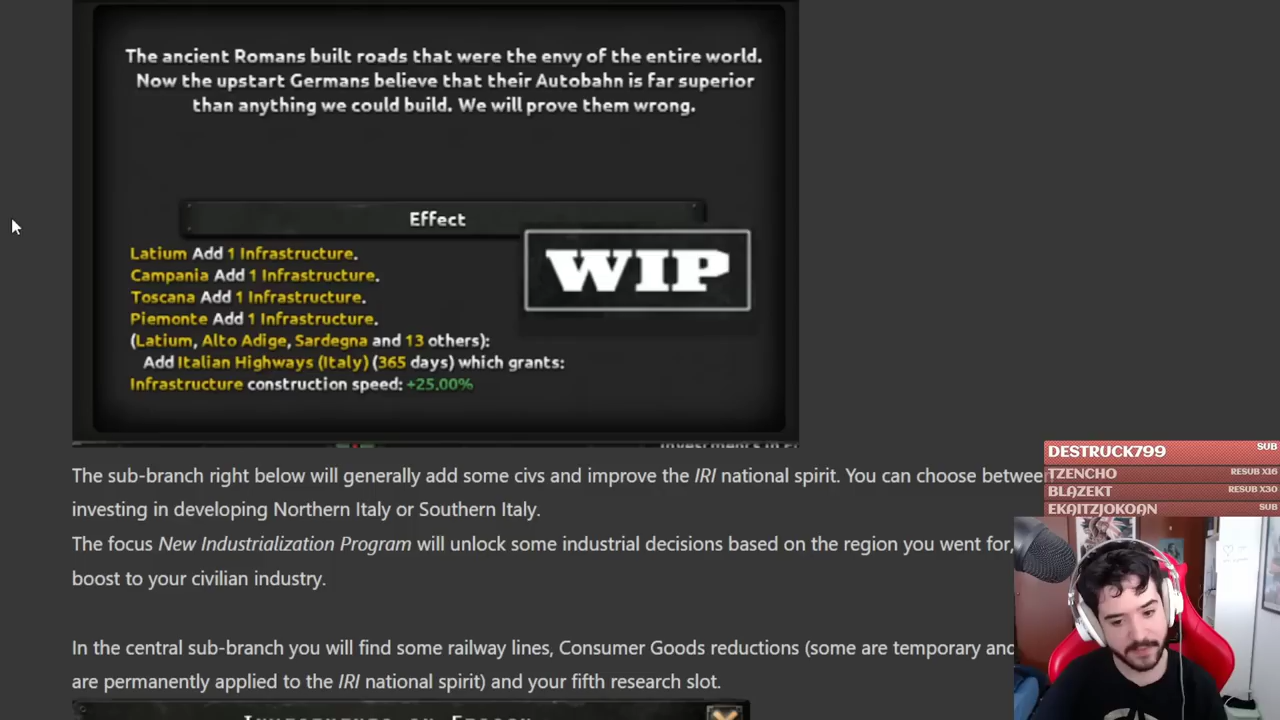 The ancient Romans built roads that were the envy of the entire world.
Now the upstart Germans believe that their Autobahn is far superior
than anything we could build. We will prove them wrong.
Effect
WIP
Latium Add 1 Infrastructure.
Campania Add 1 Infrastructure.
Toscana Add 1 Infrastructure.
Piemonte Add 1 Infrastructure.
(Latium, Alto Adige, Sardegna and 13 others):
Add Italian Highways (Italy) (365 days) which grants:
Infrastructure construction speed: +25.00%
The sub-branch right below will generally add some civs and improve the IRI national spirit. You can choose between
investing in developing Northern Italy or Southern Italy.
The focus New Industrialization Program will unlock some industrial decisions based on the region you went for,
boost to your civilian industry.
In the central sub-branch you will find some railway lines, Consumer Goods reductions (some are temporary and
are permanently applied to the IRI national spirit) and your fifth research slot.
DESTRUCK799 SUB
TZENCHO RESUB X16
BLAZEKT RESUB X30
EKAITZJOKOAN SUB